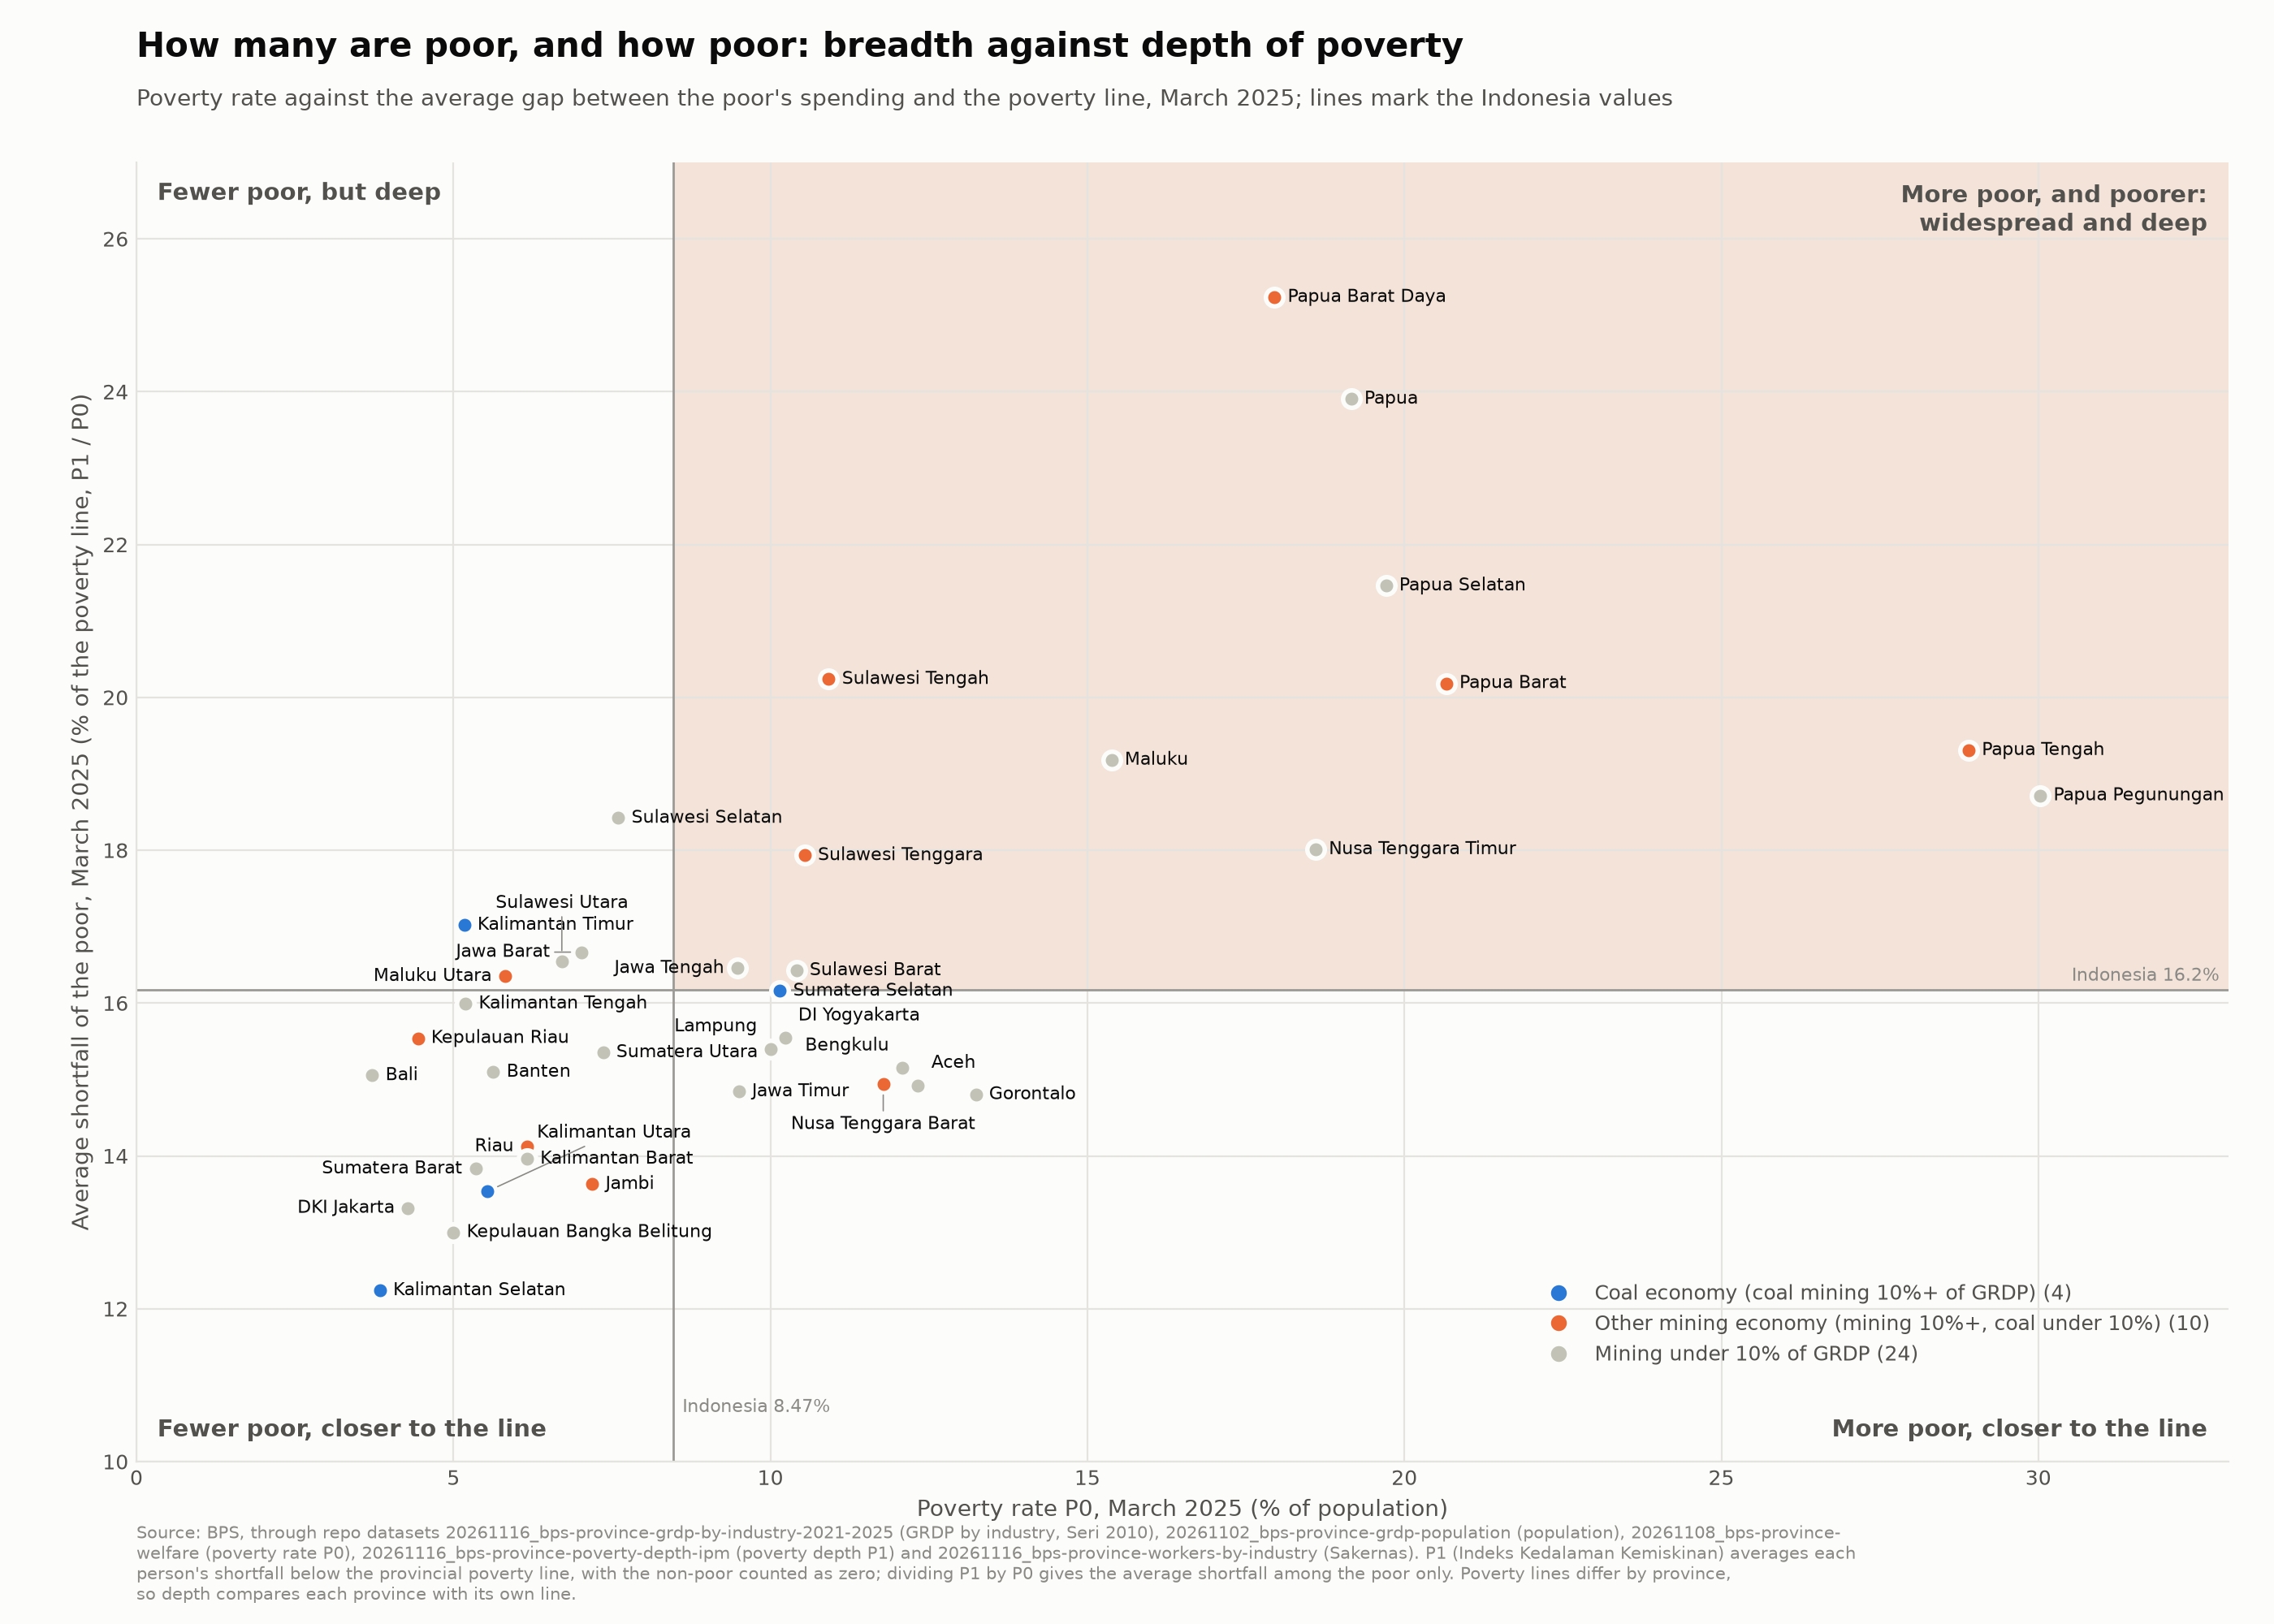 How many are poor, and how poor: breadth against depth of poverty
Poverty rate against the average gap between the poor's spending and the poverty line, March 2025; lines mark the Indonesia values
Fewer poor, but deep
More poor, and poorer:
widespread and deep
26
Papua Barat Daya
24
Papua
22
Papua Selatan
Sulawesi Tengah
Papua Barat
20
Papua Tengah
Maluku
Papua Pegunungan
Sulawesi Selatan
18
Sulawesi Tenggara
Nusa Tenggara Timur
Sulawesi Utara
Kalimantan Timur
Jawa Barat
Maluku Utara
Jawa Tengah
Sulawesi Barat
Indonesia 16.2%
Sumatera Selatan
16
Kalimantan Tengah
DI Yogyakarta
Lampung
Kepulauan Riau
Bengkulu
Sumatera Utara
Aceh
Bali
Banten
Jawa Timur
Gorontalo
Nusa Tenggara Barat
Kalimantan Utara
Riau
14
Kalimantan Barat
Sumatera Barat
Jambi
DKI Jakarta
Kepulauan Bangka Belitung
Kalimantan Selatan
12
Coal economy (coal mining 10%+ of GRDP) (4)
Other mining economy (mining 10%+, coal under 10%) (10)
Mining under 10% of GRDP (24)
Indonesia 8.47%
Fewer poor, closer to the line
More poor, closer to the line
10
Average shortfall of the poor, March 2025 (% of the poverty line, P1 / P0)
0 5 10 15 20 25 30
Poverty rate P0, March 2025 (% of population)
Source: BPS, through repo datasets 20261116_bps-province-grdp-by-industry-2021-2025 (GRDP by industry, Seri 2010), 20261102_bps-province-grdp-population (population), 20261108_bps-province-
welfare (poverty rate P0), 20261116_bps-province-poverty-depth-ipm (poverty depth P1) and 20261116_bps-province-workers-by-industry (Sakernas). P1 (Indeks Kedalaman Kemiskinan) averages each
person's shortfall below the provincial poverty line, with the non-poor counted as zero; dividing P1 by P0 gives the average shortfall among the poor only. Poverty lines differ by province,
so depth compares each province with its own line.